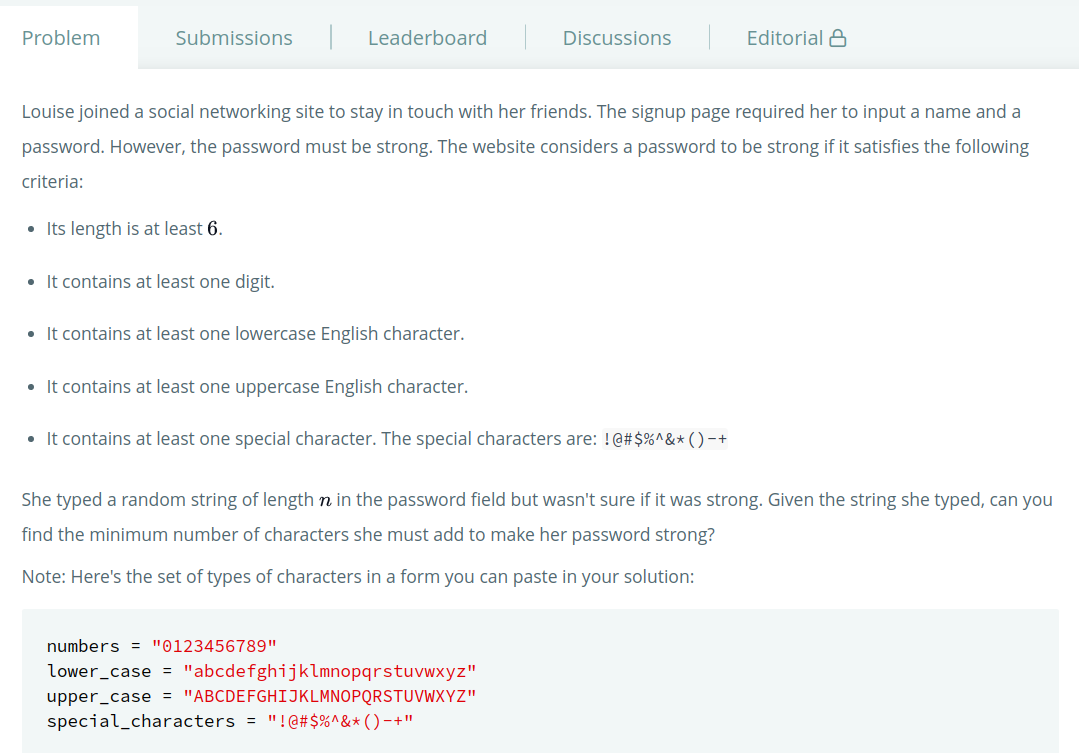 Problem
Submissions
Leaderboard
Discussions
Editorial
Louise joined a social networking site to stay in touch with her friends. The signup page required her to input a name and a
password. However, the password must be strong. The website considers a password to be strong if it satisfies the following
criteria:
• Its length is at least 6.
• It contains at least one digit.
• It contains at least one lowercase English character.
• It contains at least one uppercase English character.
• It contains at least one special character. The special characters are: !@#$%^&*()-+
She typed a random string of length n in the password field but wasn't sure if it was strong. Given the string she typed, can you
find the minimum number of characters she must add to make her password strong?
Note: Here's the set of types of characters in a form you can paste in your solution:
numbers = "0123456789"
lower_case = "abcdefghijklmnopqrstuvwxyz"
upper_case = "ABCDEFGHIJKLMNOPQRSTUVWXYZ"
special_characters = "!@#$%^&*()-+"